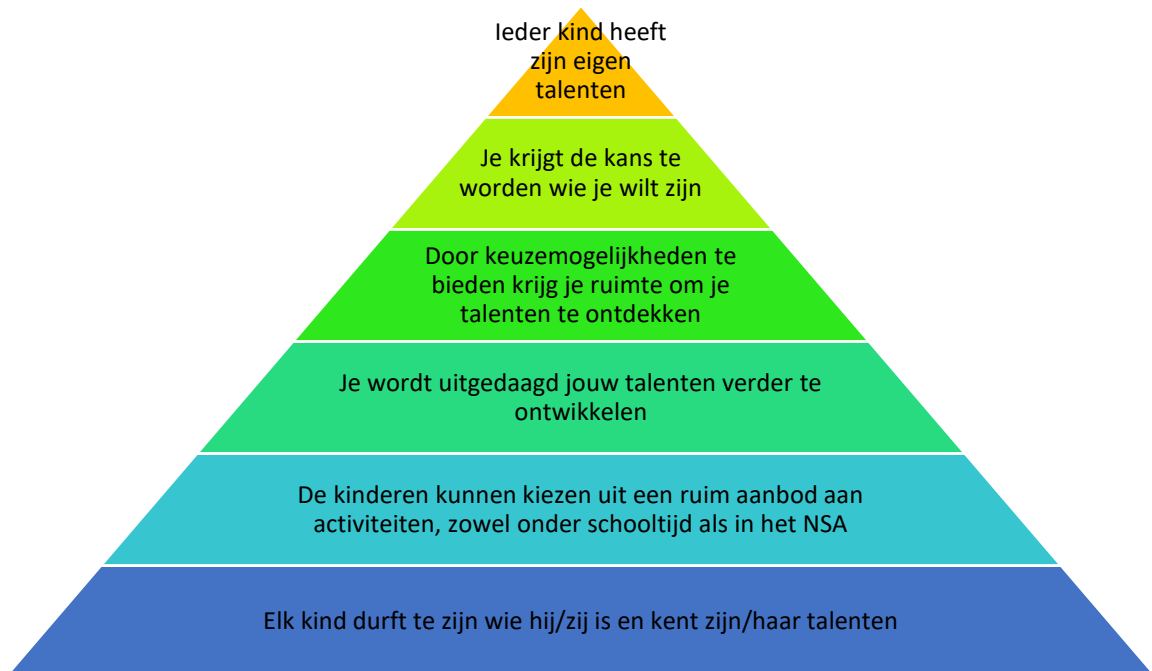 Ieder kind heeft
zijn eigen
talenten
Je krijgt de kans te
worden wie je wilt zijn
Door keuzemogelijkheden te
bieden krijg je ruimte om je
talenten te ontdekken
Je wordt uitgedaagd jouw talenten verder te
ontwikkelen
De kinderen kunnen kiezen uit een ruim aanbod aan
activiteiten, zowel onder schooltijd als in het NSA
Elk kind durft te zijn wie hij/zij is en kent zijn/haar talenten